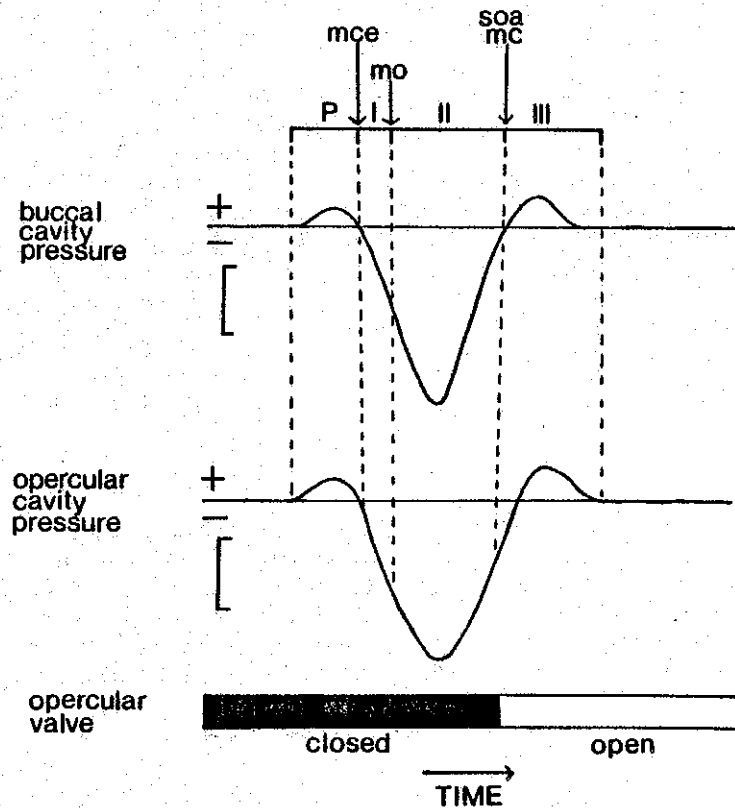 soa
mce
mc
mo
P
I
II
III
buccal
cavity
pressure
+
−
opercular
cavity
pressure
+
−
opercular
valve
closed
open
TIME